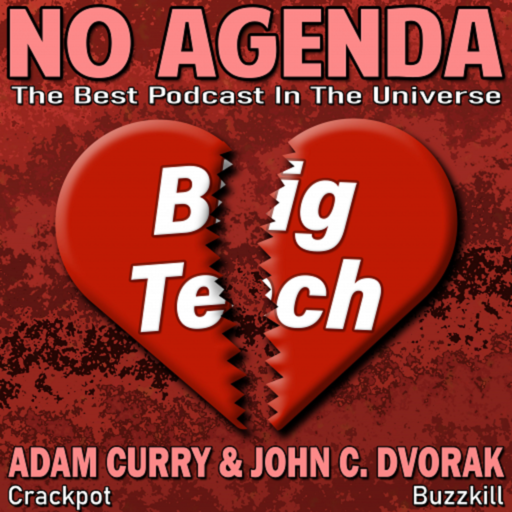 NO AGENDA
The Best Podcast In The Universe
Big
Tech
ADAM CURRY & JOHN C. DVORAK
Crackpot Buzzkill